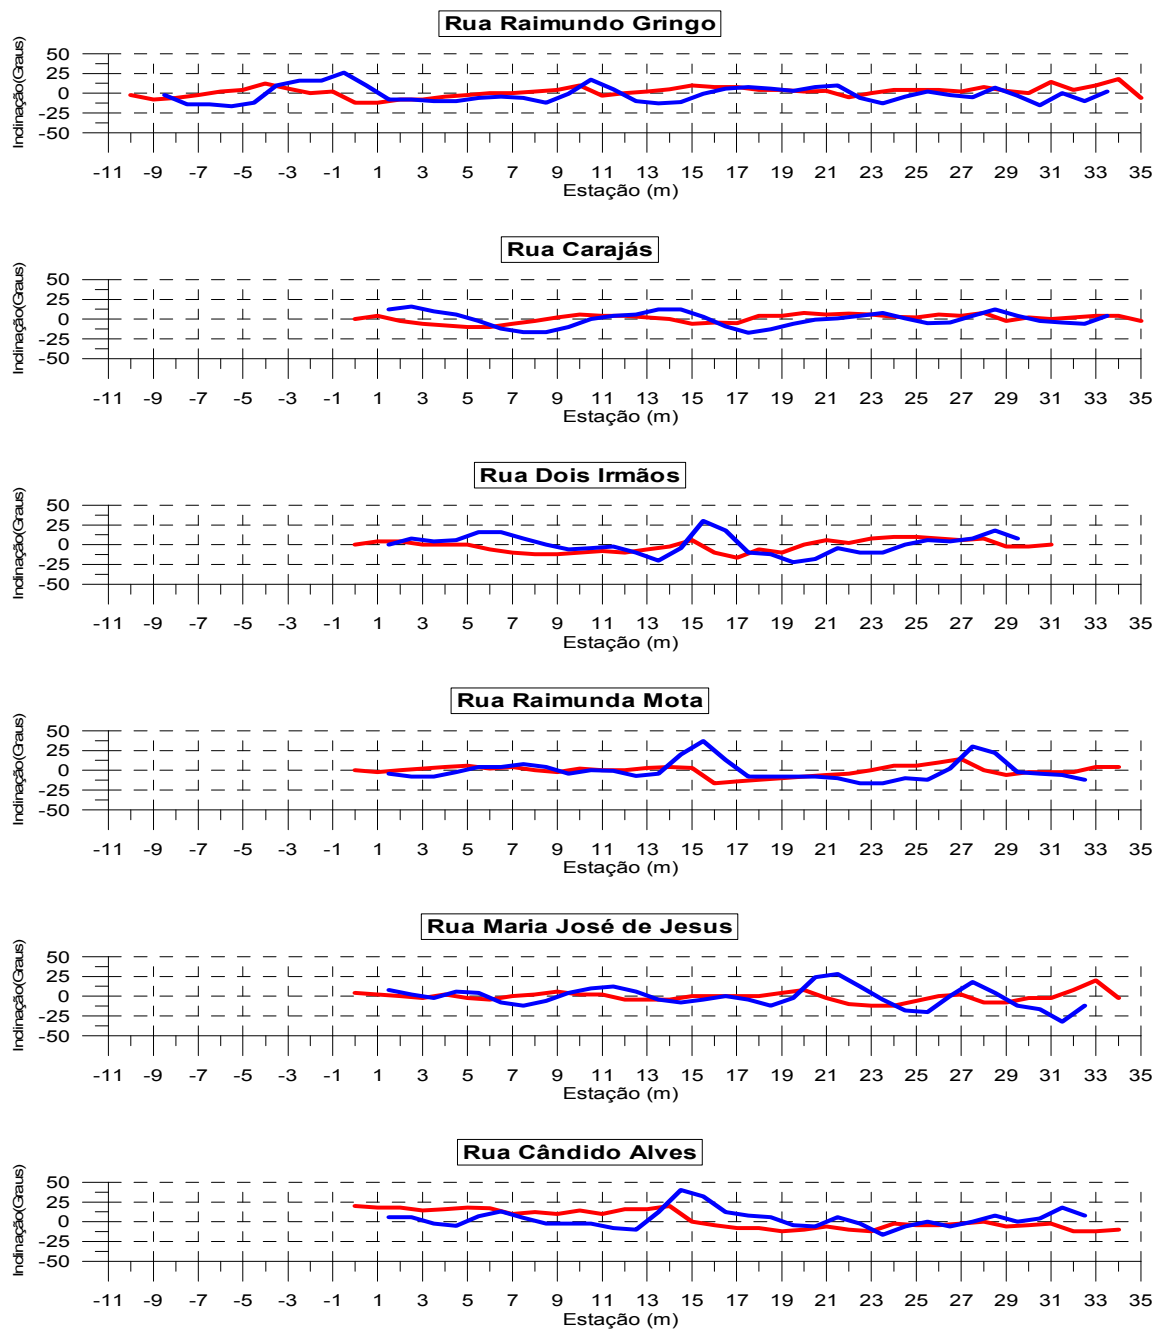 Rua Raimundo Gringo
Inclinação(Graus)
50
25
0
-25
-50
-11 -9 -7 -5 -3 -1 1 3 5 7 9 11 13 15 17 19 21 23 25 27 29 31 33 35
Estação (m)
Rua Carajás
Inclinação(Graus)
50
25
0
-25
-50
-11 -9 -7 -5 -3 -1 1 3 5 7 9 11 13 15 17 19 21 23 25 27 29 31 33 35
Estação (m)
Rua Dois Irmãos
Inclinação(Graus)
50
25
0
-25
-50
-11 -9 -7 -5 -3 -1 1 3 5 7 9 11 13 15 17 19 21 23 25 27 29 31 33 35
Estação (m)
Rua Raimunda Mota
Inclinação(Graus)
50
25
0
-25
-50
-11 -9 -7 -5 -3 -1 1 3 5 7 9 11 13 15 17 19 21 23 25 27 29 31 33 35
Estação (m)
Rua Maria José de Jesus
Inclinação(Graus)
50
25
0
-25
-50
-11 -9 -7 -5 -3 -1 1 3 5 7 9 11 13 15 17 19 21 23 25 27 29 31 33 35
Estação (m)
Rua Cândido Alves
Inclinação(Graus)
50
25
0
-25
-50
-11 -9 -7 -5 -3 -1 1 3 5 7 9 11 13 15 17 19 21 23 25 27 29 31 33 35
Estação (m)